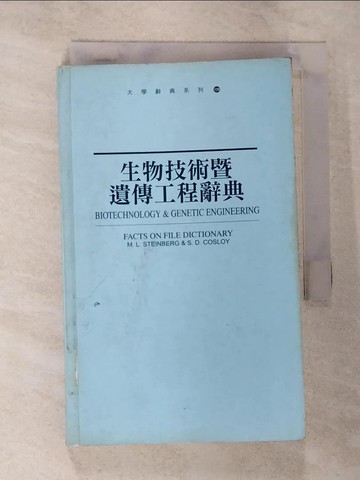 大學辭典系列
生物技術暨
遺傳工程辭典
BIOTECHNOLOGY & GENETIC ENGINEERING
FACTS ON FILE DICTIONARY
M. L. STEINBERG & S. D. COSLOY